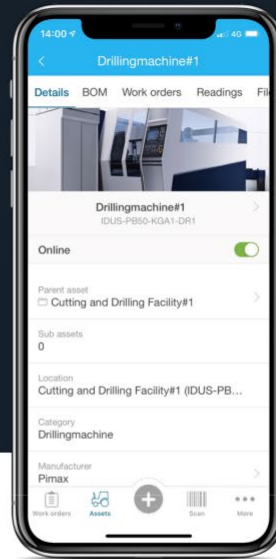 14:00
4G
Drillingmachine#1
Details BOM Work orders Readings Fil
Drillingmachine#1
IDUS-PB50-KGA1-DR1
Online
Parent asset
Cutting and Drilling Facility#1
Sub assets
0
Location
Cutting and Drilling Facility#1 (IDUS-PB...
Category
Drillingmachine
Manufacturer
Pimax
Work orders Assets Scan More